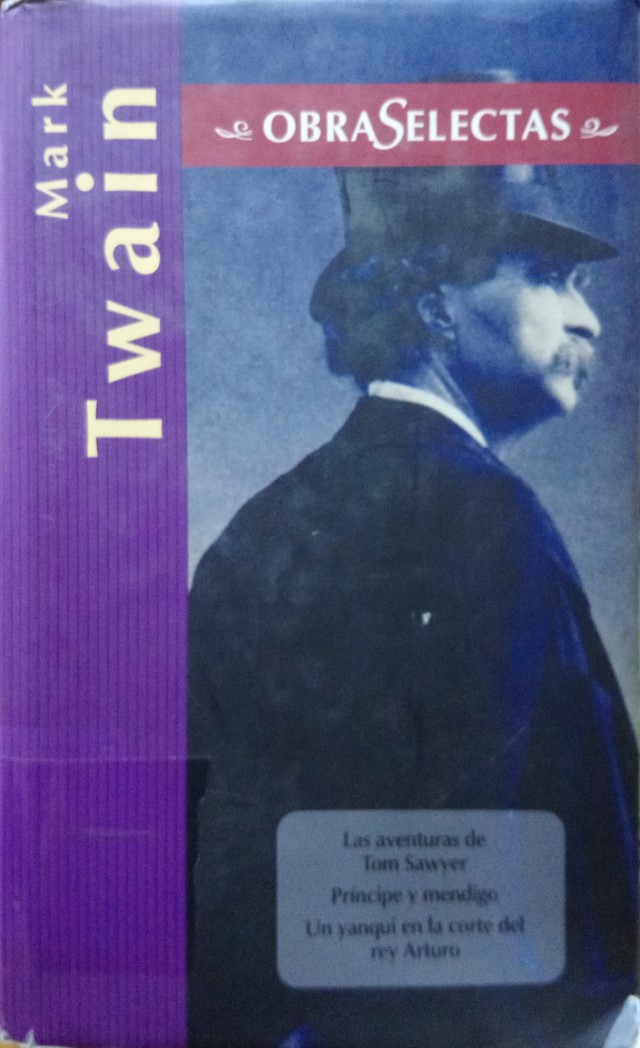 Mark
Twain
OBRASELECTAS
Las aventuras de
Tom Sawyer
Príncipe y mendigo
Un yanqui en la corte del
rey Arturo